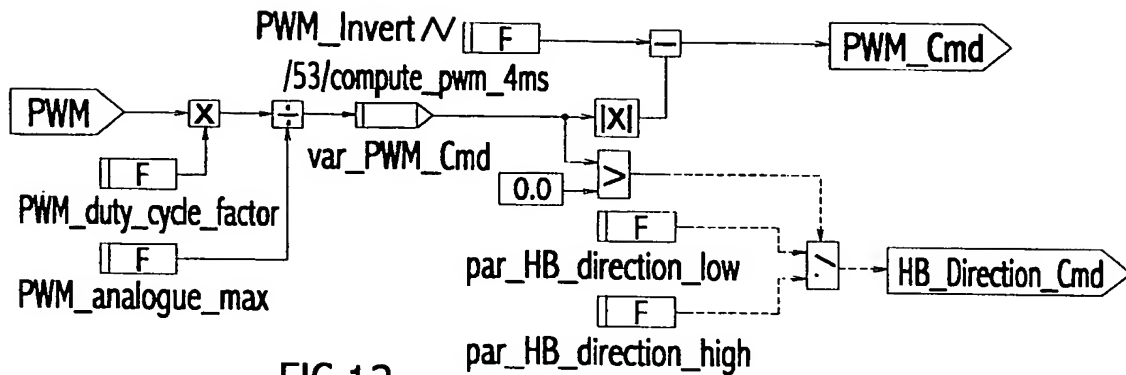 PWM_Invert
F
−
PWM_Cmd
/53/compute_pwm_4ms
PWM
X
÷
|X|
var_PWM_Cmd
F
>
0.0
PWM_duty_cycle_factor
F
F
par_HB_direction_low
HB_Direction_Cmd
PWM_analogue_max
F
par_HB_direction_high